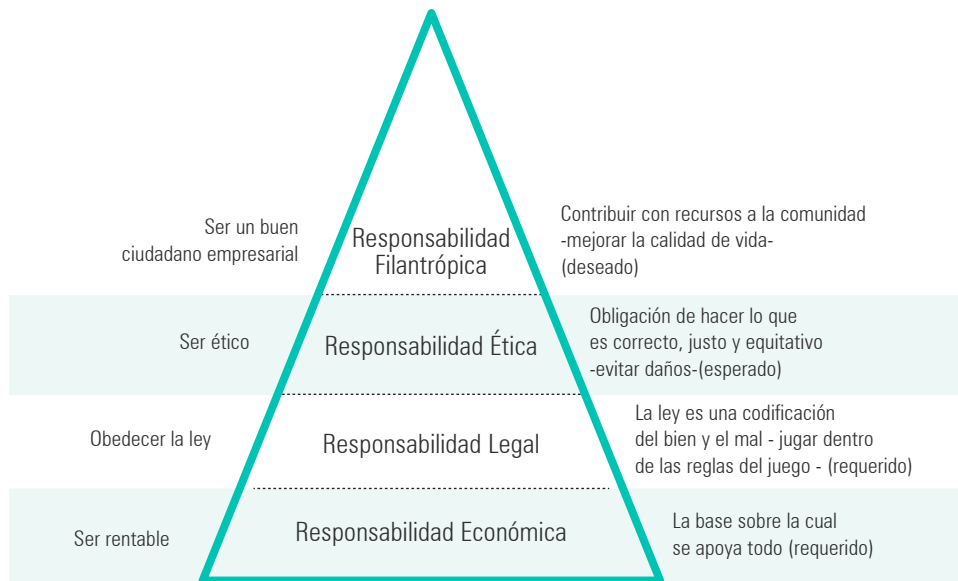 Ser un buen
ciudadano empresarial
Responsabilidad
Filantrópica
Contribuir con recursos a la comunidad
-mejorar la calidad de vida-
(deseado)
Ser ético
Responsabilidad Ética
Obligación de hacer lo que
es correcto, justo y equitativo
-evitar daños-(esperado)
Obedecer la ley
Responsabilidad Legal
La ley es una codificación
del bien y el mal - jugar dentro
de las reglas del juego - (requerido)
Ser rentable
Responsabilidad Económica
La base sobre la cual
se apoya todo (requerido)